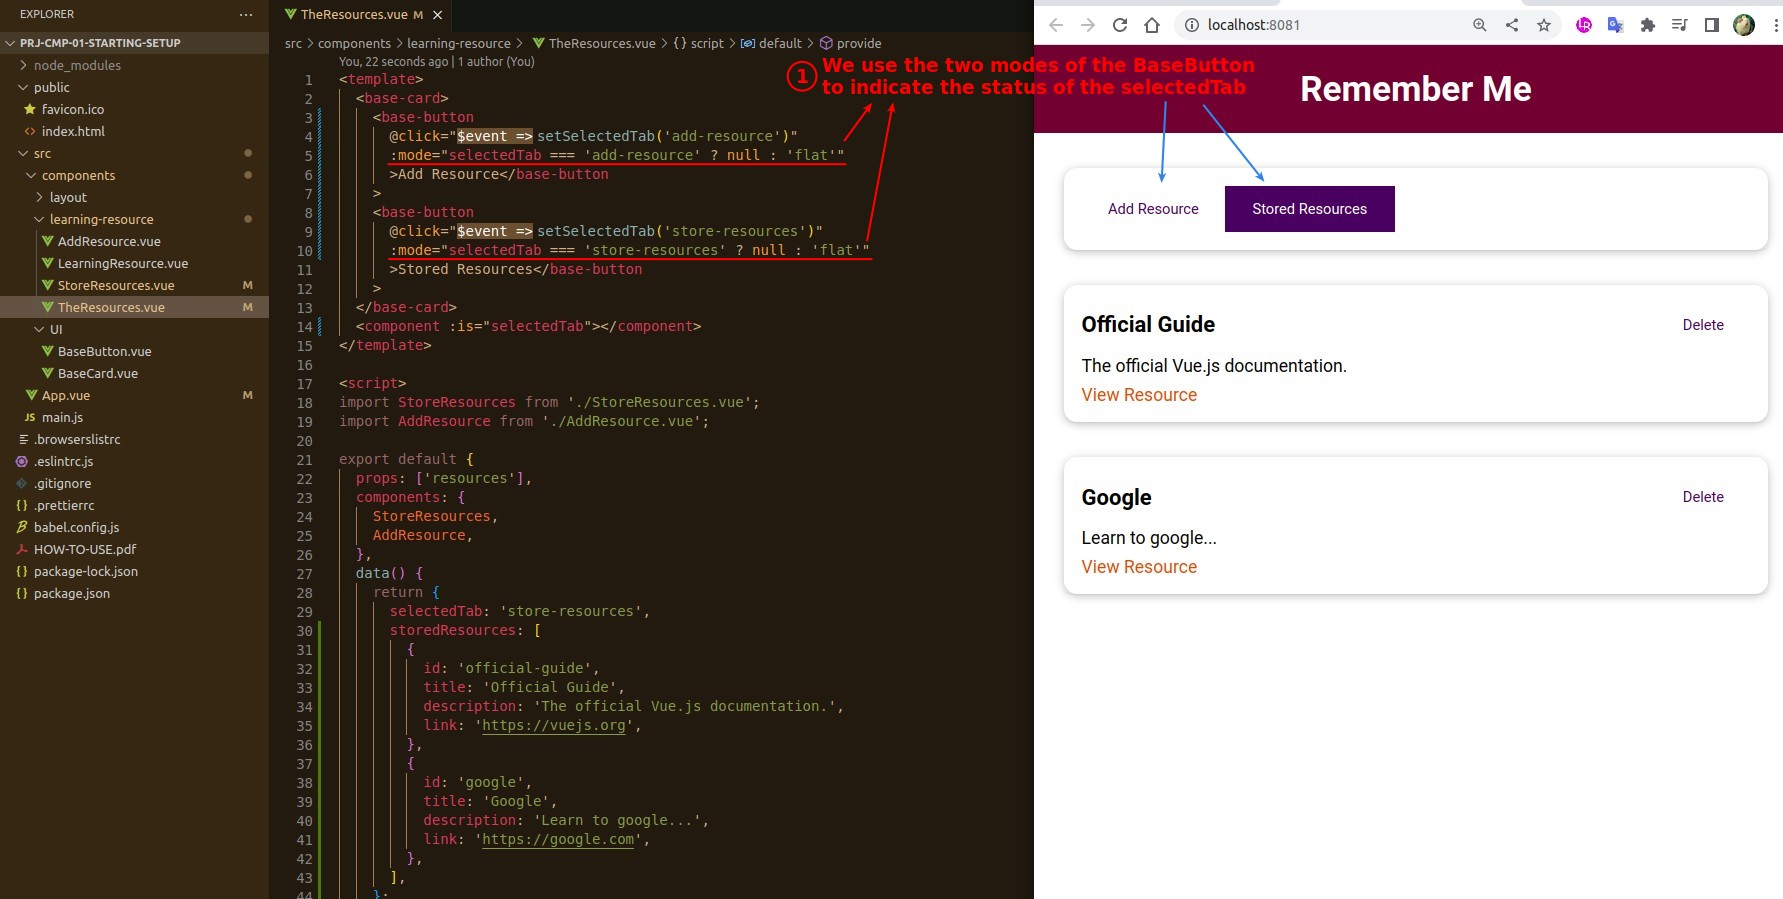 EXPLORER
PRJ-CMP-01-STARTING-SETUP
node_modules
public
favicon.ico
index.html
src
components
layout
learning-resource
AddResource.vue
LearningResource.vue
StoreResources.vue M
TheResources.vue M
UI
BaseButton.vue
BaseCard.vue
App.vue M
JS main.js
.browserslistrc
.eslintrc.js
.gitignore
.prettierrc
babel.config.js
HOW-TO-USE.pdf
package-lock.json
package.json
TheResources.vue M
src > components > learning-resource > TheResources.vue > {} script > default > provide
You, 22 seconds ago | 1 author (You)
1 <template>
2 <base-card>
3 <base-button
4 @click="$event => setSelectedTab('add-resource')"
5 :mode="selectedTab === 'add-resource' ? null : 'flat'"
6 >Add Resource</base-button
7 >
8 <base-button
9 @click="$event => setSelectedTab('store-resources')"
10 :mode="selectedTab === 'store-resources' ? null : 'flat'"
11 >Stored Resources</base-button
12 >
13 </base-card>
14 <component :is="selectedTab"></component>
15 </template>
16
17 <script>
18 import StoreResources from './StoreResources.vue';
19 import AddResource from './AddResource.vue';
20
21 export default {
22 props: ['resources'],
23 components: {
24 StoreResources,
25 AddResource,
26 },
27 data() {
28 return {
29 selectedTab: 'store-resources',
30 storedResources: [
31 {
32 id: 'official-guide',
33 title: 'Official Guide',
34 description: 'The official Vue.js documentation.',
35 link: 'https://vuejs.org',
36 },
37 {
38 id: 'google',
39 title: 'Google',
40 description: 'Learn to google...',
41 link: 'https://google.com',
42 },
43 ],
44 };
1 We use the two modes of the BaseButton
to indicate the status of the selectedTab
localhost:8081
Remember Me
Add Resource
Stored Resources
Official Guide
Delete
The official Vue.js documentation.
View Resource
Google
Delete
Learn to google...
View Resource